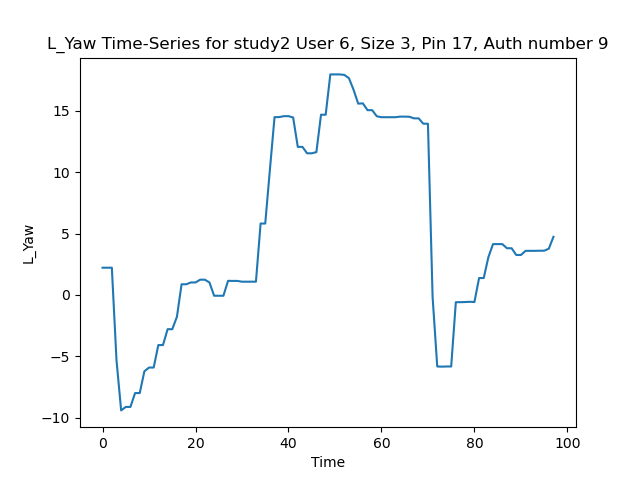 L_Yaw Time-Series for study2 User 6, Size 3, Pin 17, Auth number 9
L_Yaw
15
10
5
0
−5
−10
0 20 40 60 80 100
Time